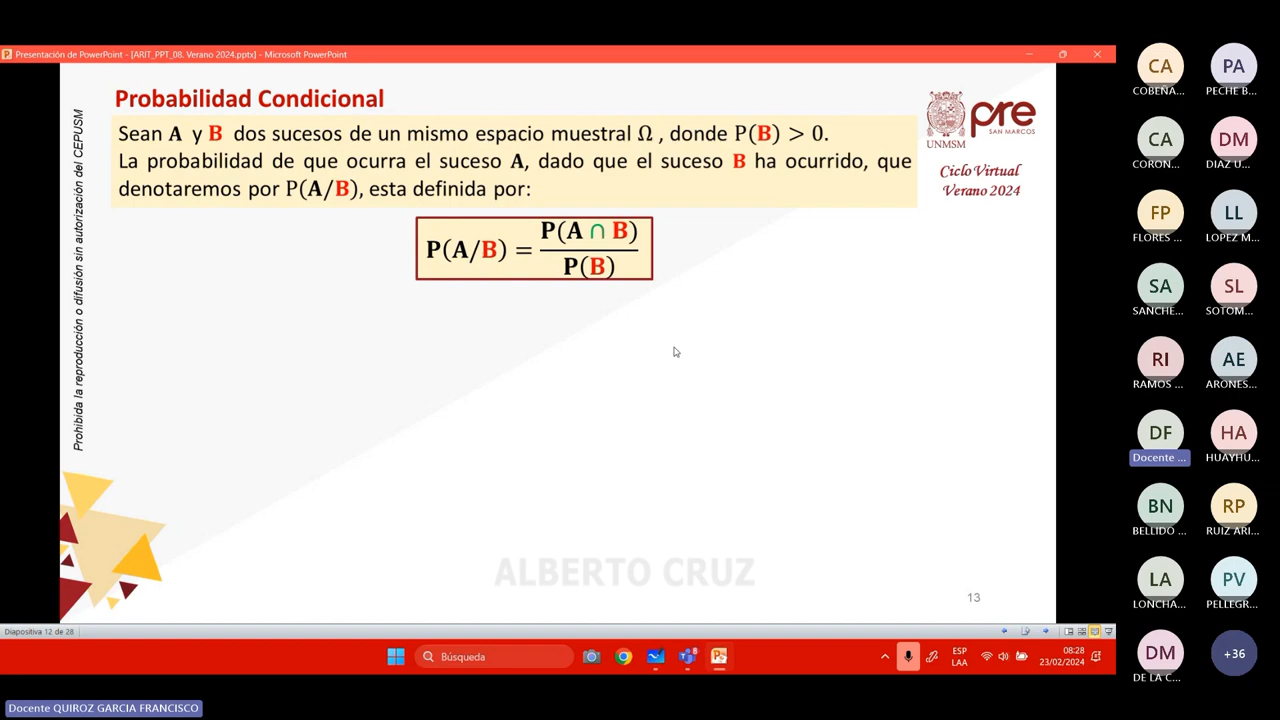 Presentación de PowerPoint - [ARIT_PPT_08. Verano 2024.pptx] - Microsoft PowerPoint
Probabilidad Condicional
Sean A y B dos sucesos de un mismo espacio muestral Ω , donde P(B) > 0.
La probabilidad de que ocurra el suceso A, dado que el suceso B ha ocurrido, que
denotaremos por P(A/B), esta definida por:
P(A/B) = P(A ∩ B) / P(B)
UNMSM
pre
SAN MARCOS
Ciclo Virtual
Verano 2024
Prohibida la reproducción o difusión sin autorización del CEPUSM
ALBERTO CRUZ
13
Diapositiva 12 de 28
Búsqueda
8
ESP
LAA
08:28
23/02/2024
Docente QUIROZ GARCIA FRANCISCO
CA
COBEÑA...
PA
PECHE B...
CA
CORON...
DM
DIAZ U...
FP
FLORES ...
LL
LOPEZ M...
SA
SANCHE...
SL
SOTOM...
RI
RAMOS ...
AE
ARONES...
DF
Docente ...
HA
HUAYHU...
BN
BELLIDO ...
RP
RUIZ ARI...
LA
LONCHA...
PV
PELLEGR...
DM
DE LA C...
+36